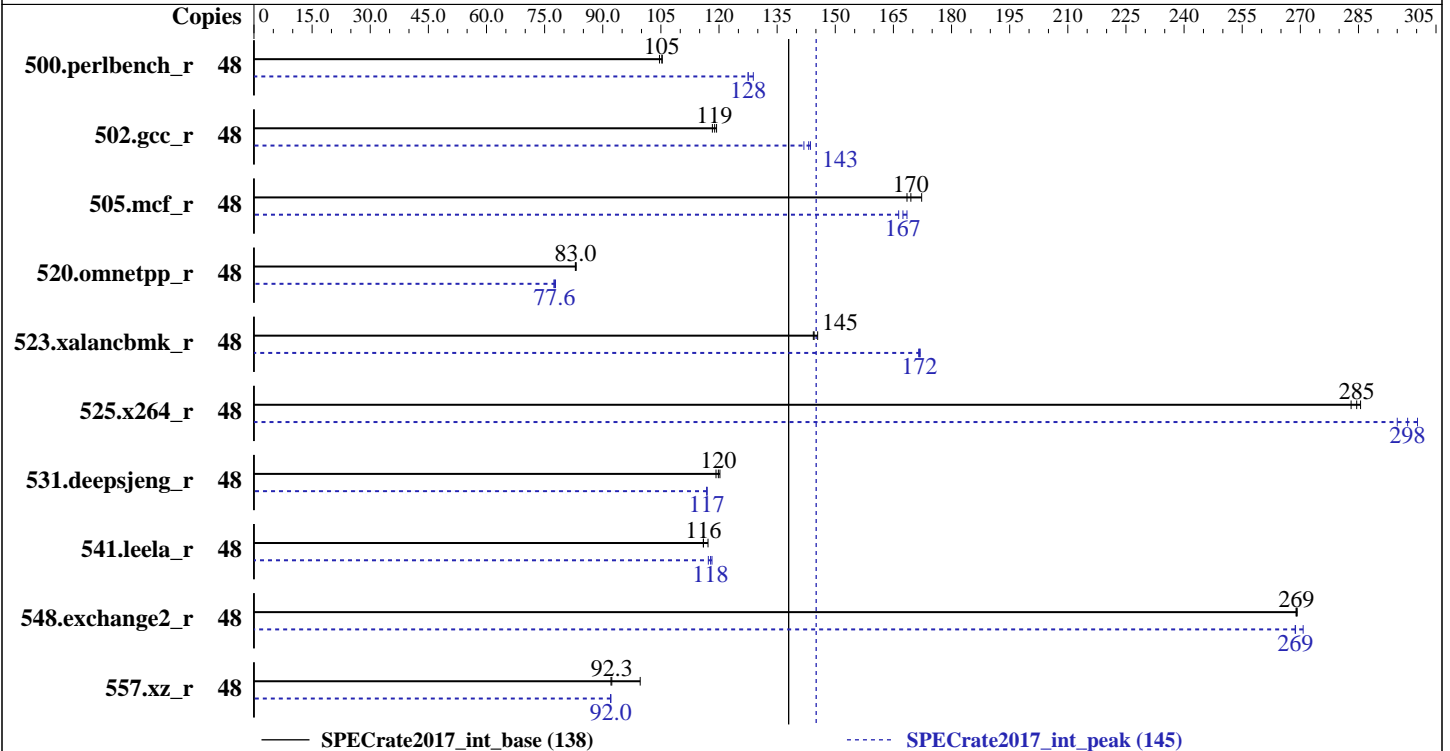 Copies 0 15.0 30.0 45.0 60.0 75.0 90.0 105 120 135 150 165 180 195 210 225 240 255 270 285 305
500.perlbench_r 48 105
128
502.gcc_r 48 119
143
505.mcf_r 48 170
167
520.omnetpp_r 48 83.0
77.6
523.xalancbmk_r 48 145
172
525.x264_r 48 285
298
531.deepsjeng_r 48 120
117
541.leela_r 48 116
118
548.exchange2_r 48 269
269
557.xz_r 48 92.3
92.0
SPECrate2017_int_base (138) SPECrate2017_int_peak (145)